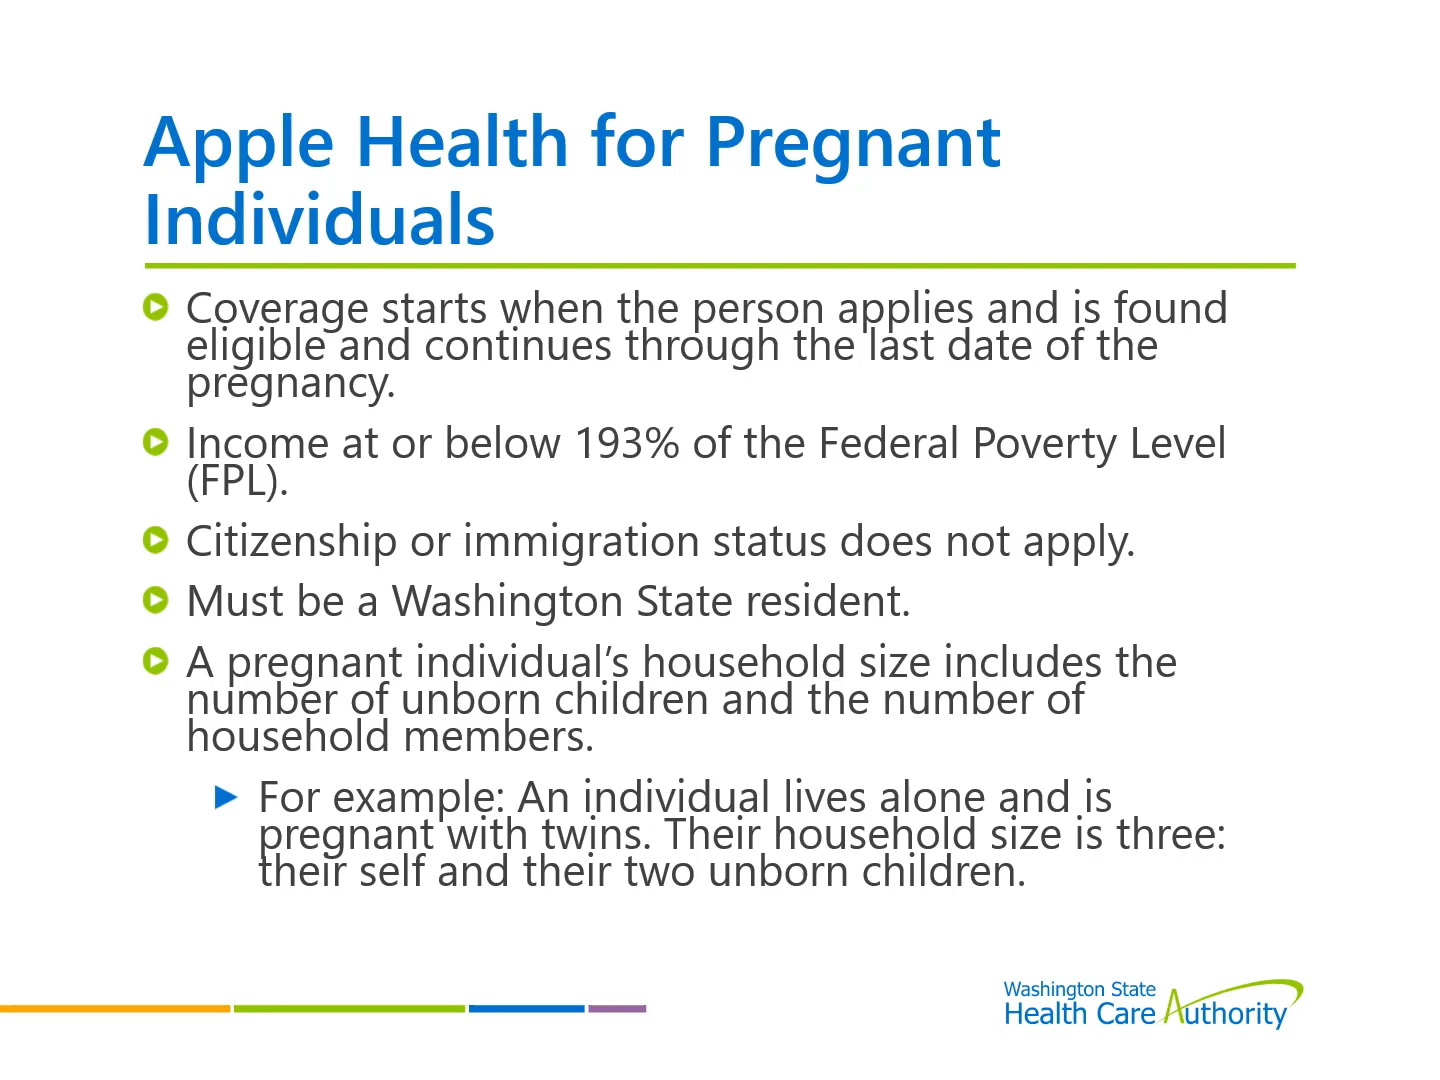 Apple Health for Pregnant
Individuals
Coverage starts when the person applies and is found
eligible and continues through the last date of the
pregnancy.
Income at or below 193% of the Federal Poverty Level
(FPL).
Citizenship or immigration status does not apply.
Must be a Washington State resident.
A pregnant individual’s household size includes the
number of unborn children and the number of
household members.
For example: An individual lives alone and is
pregnant with twins. Their household size is three:
their self and their two unborn children.
Washington State
Health Care Authority